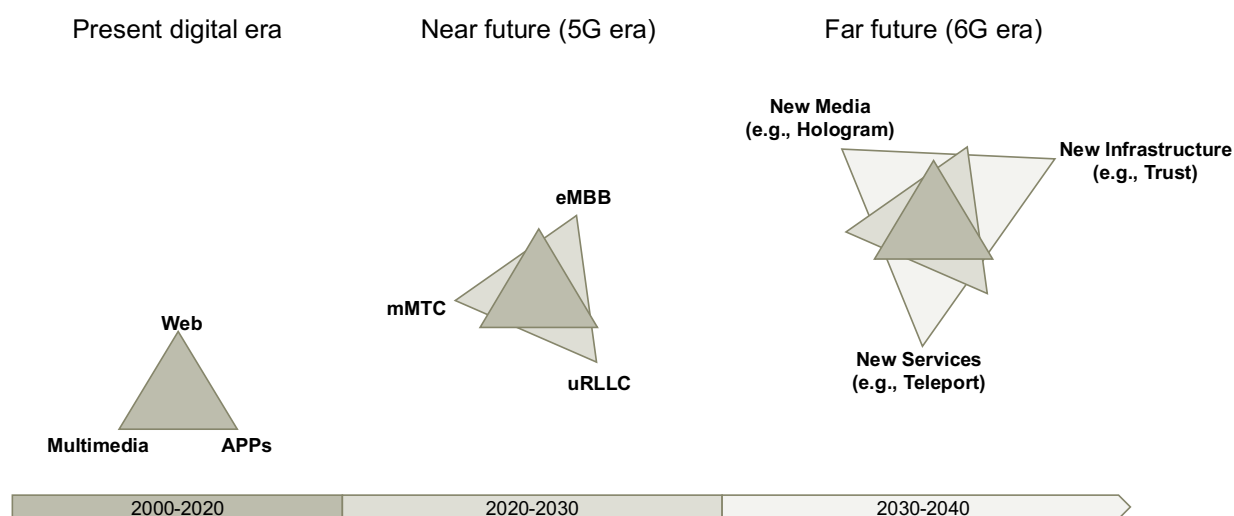 Present digital era
Near future (5G era)
Far future (6G era)
New Media
(e.g., Hologram)
New Infrastructure
(e.g., Trust)
eMBB
mMTC
Web
uRLLC
New Services
(e.g., Teleport)
Multimedia
APPs
2000-2020
2020-2030
2030-2040